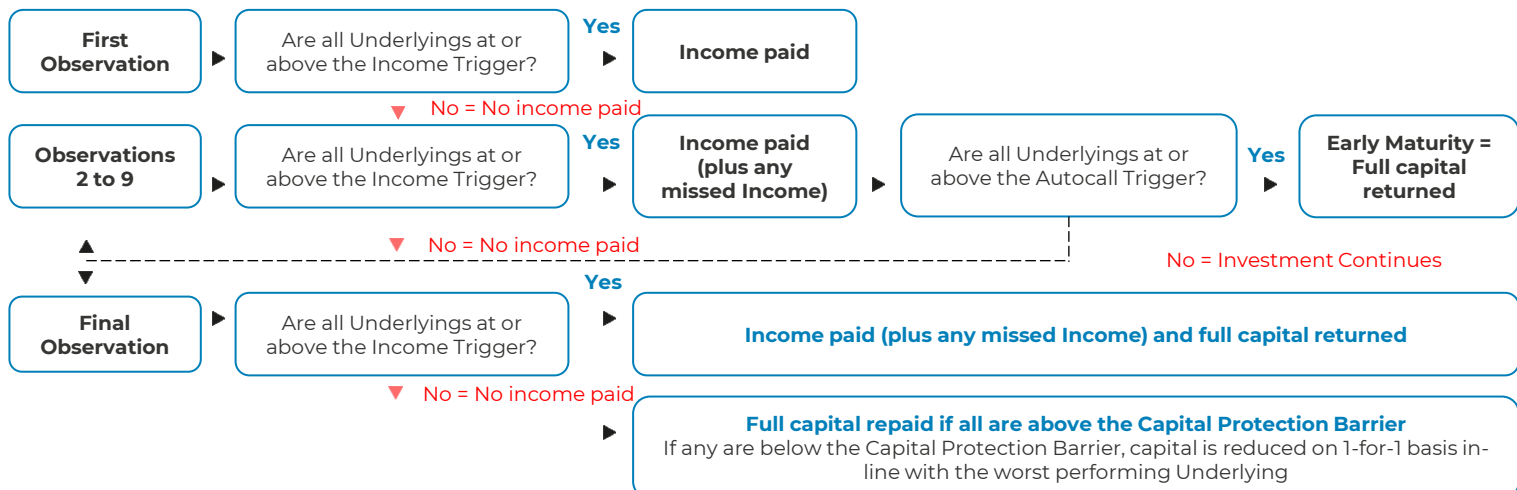 First
Observation
Are all Underlyings at or
above the Income Trigger?
Yes
Income paid
No = No income paid
Observations
2 to 9
Are all Underlyings at or
above the Income Trigger?
Yes
Income paid
(plus any
missed Income)
Are all Underlyings at or
above the Autocall Trigger?
Yes
Early Maturity =
Full capital
returned
No = No income paid
No = Investment Continues
Final
Observation
Are all Underlyings at or
above the Income Trigger?
Yes
Income paid (plus any missed Income) and full capital returned
No = No income paid
Full capital repaid if all are above the Capital Protection Barrier
If any are below the Capital Protection Barrier, capital is reduced on 1-for-1 basis in-
line with the worst performing Underlying